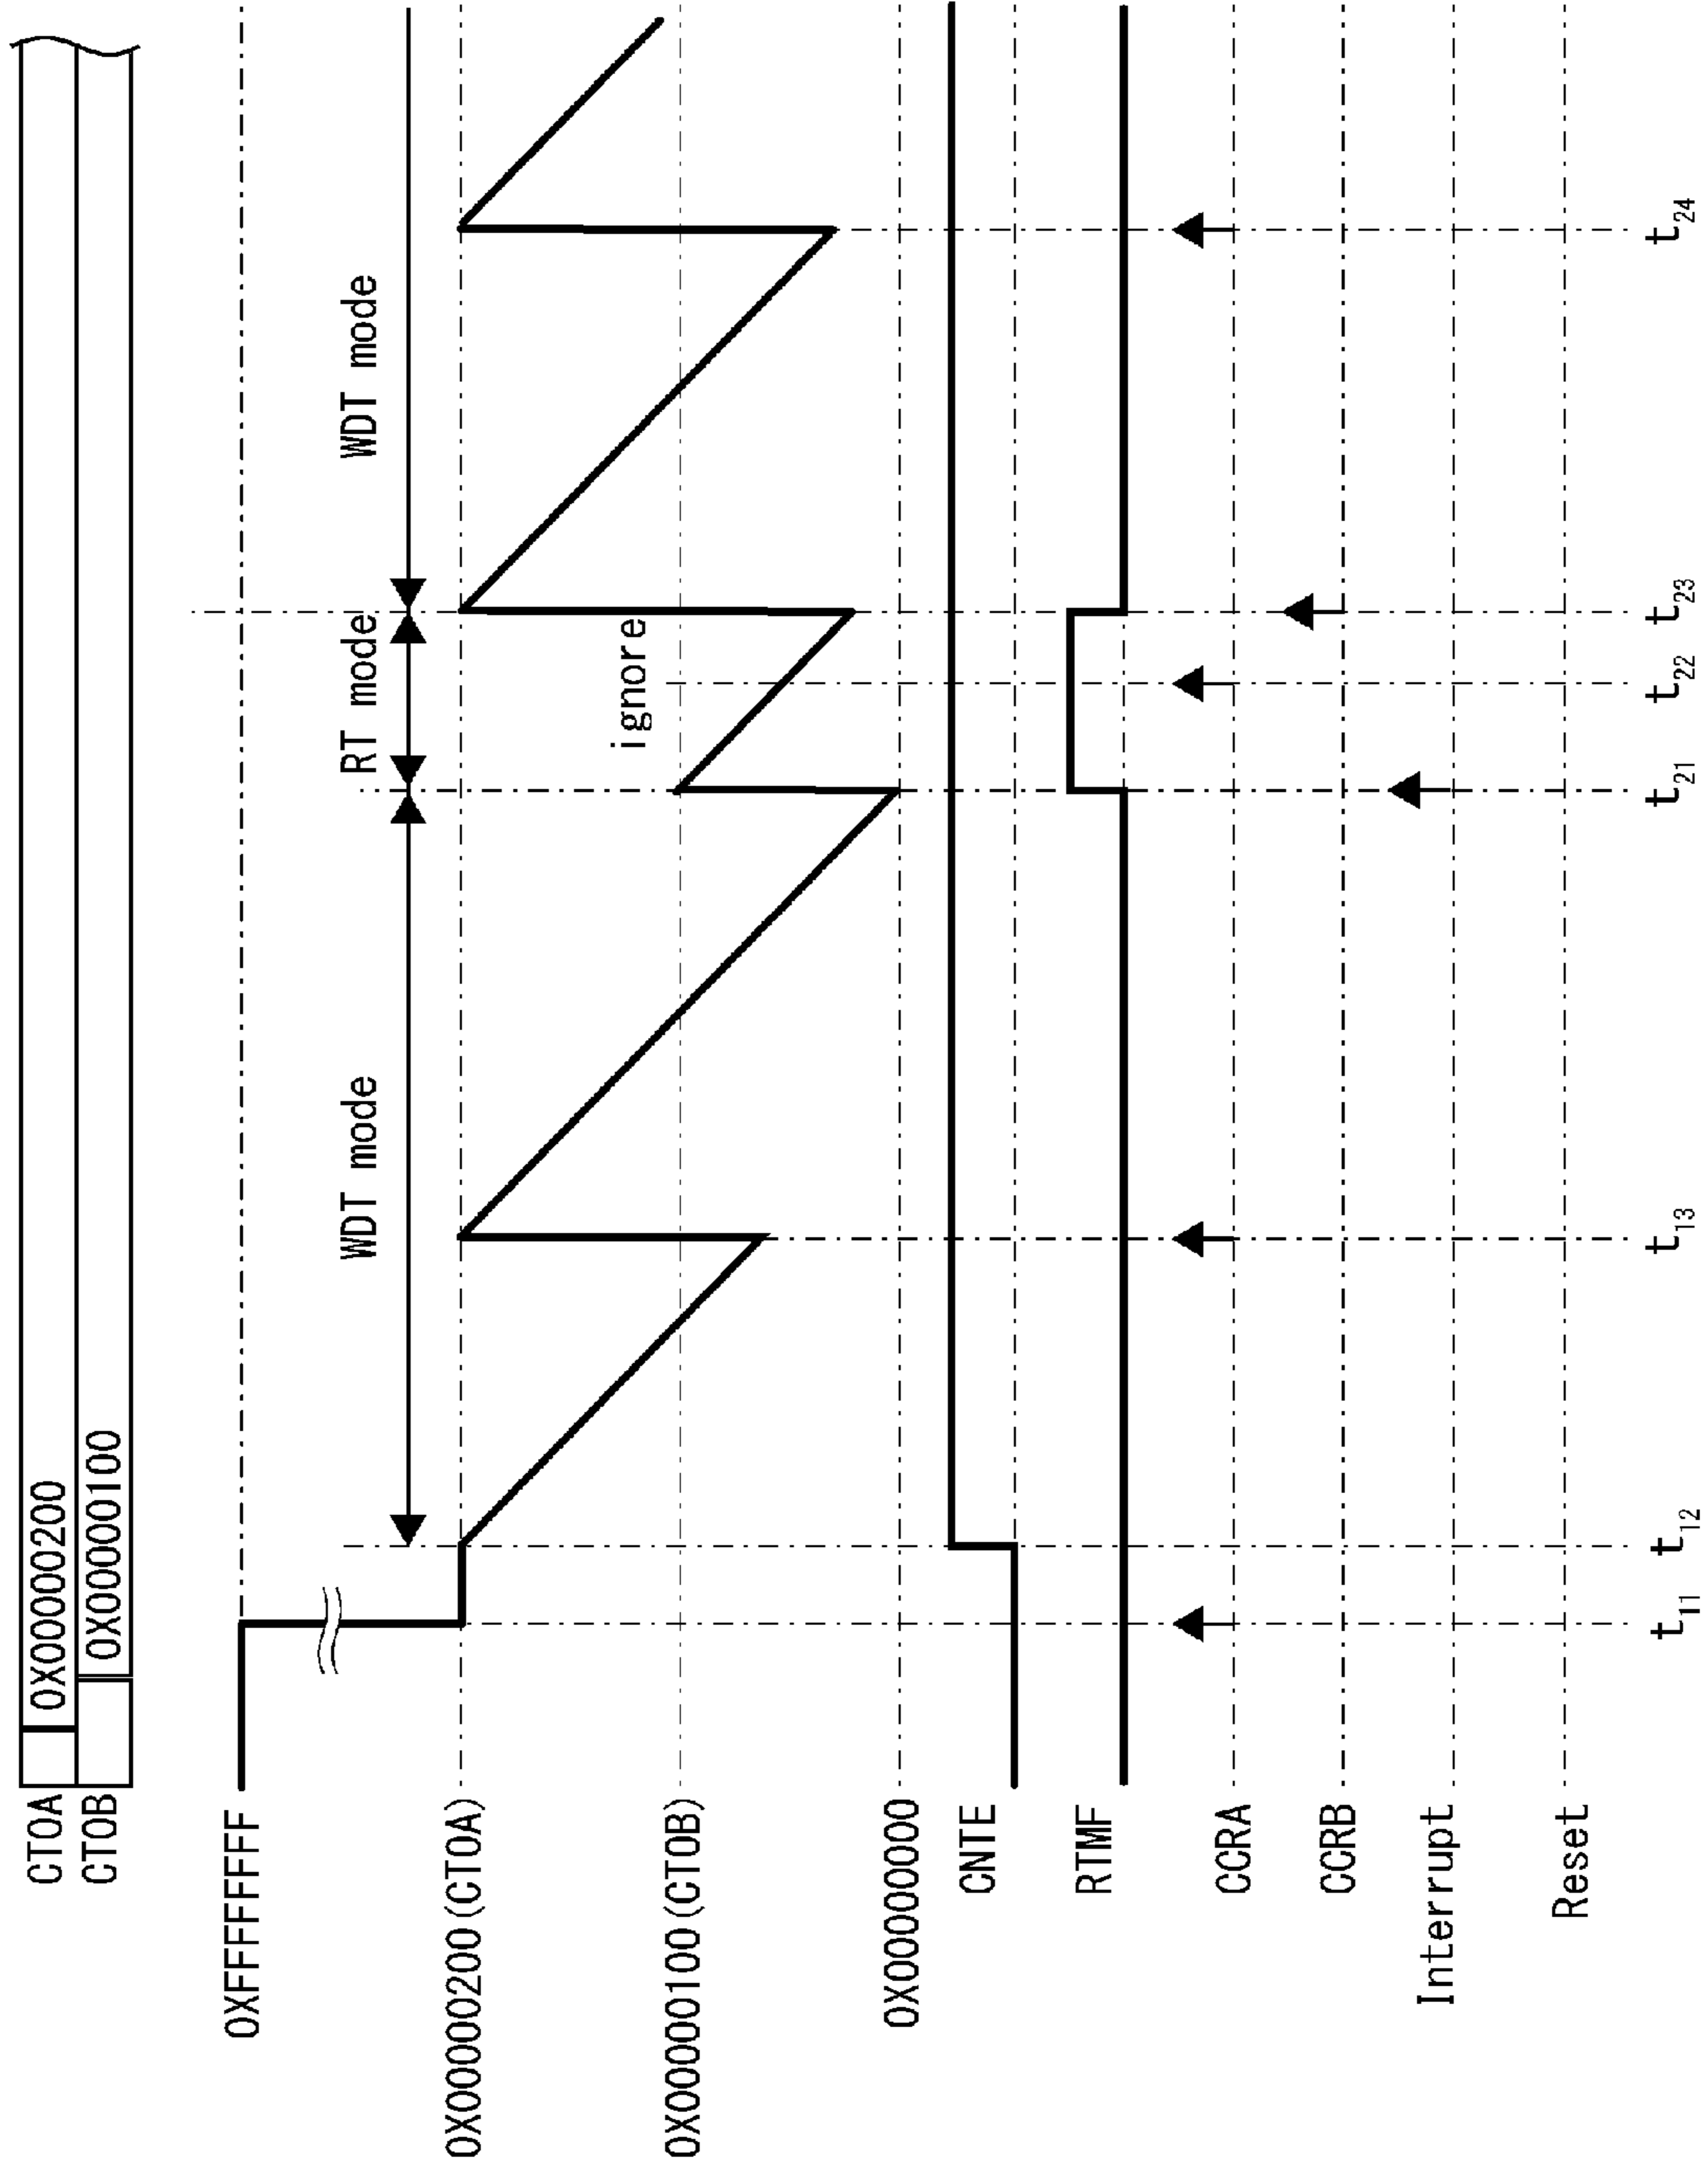 CTOA 0X00000200
CTOB 0X00000100
0XFFFFFFFF
WDT mode RT mode WDT mode
0X00000200(CTOA)
ignore
0X00000100(CTOB)
0X00000000
CNTE
RTMF
CCRA
CCRB
Interrupt
Reset
t11 t12 t13 t21 t22 t23 t24